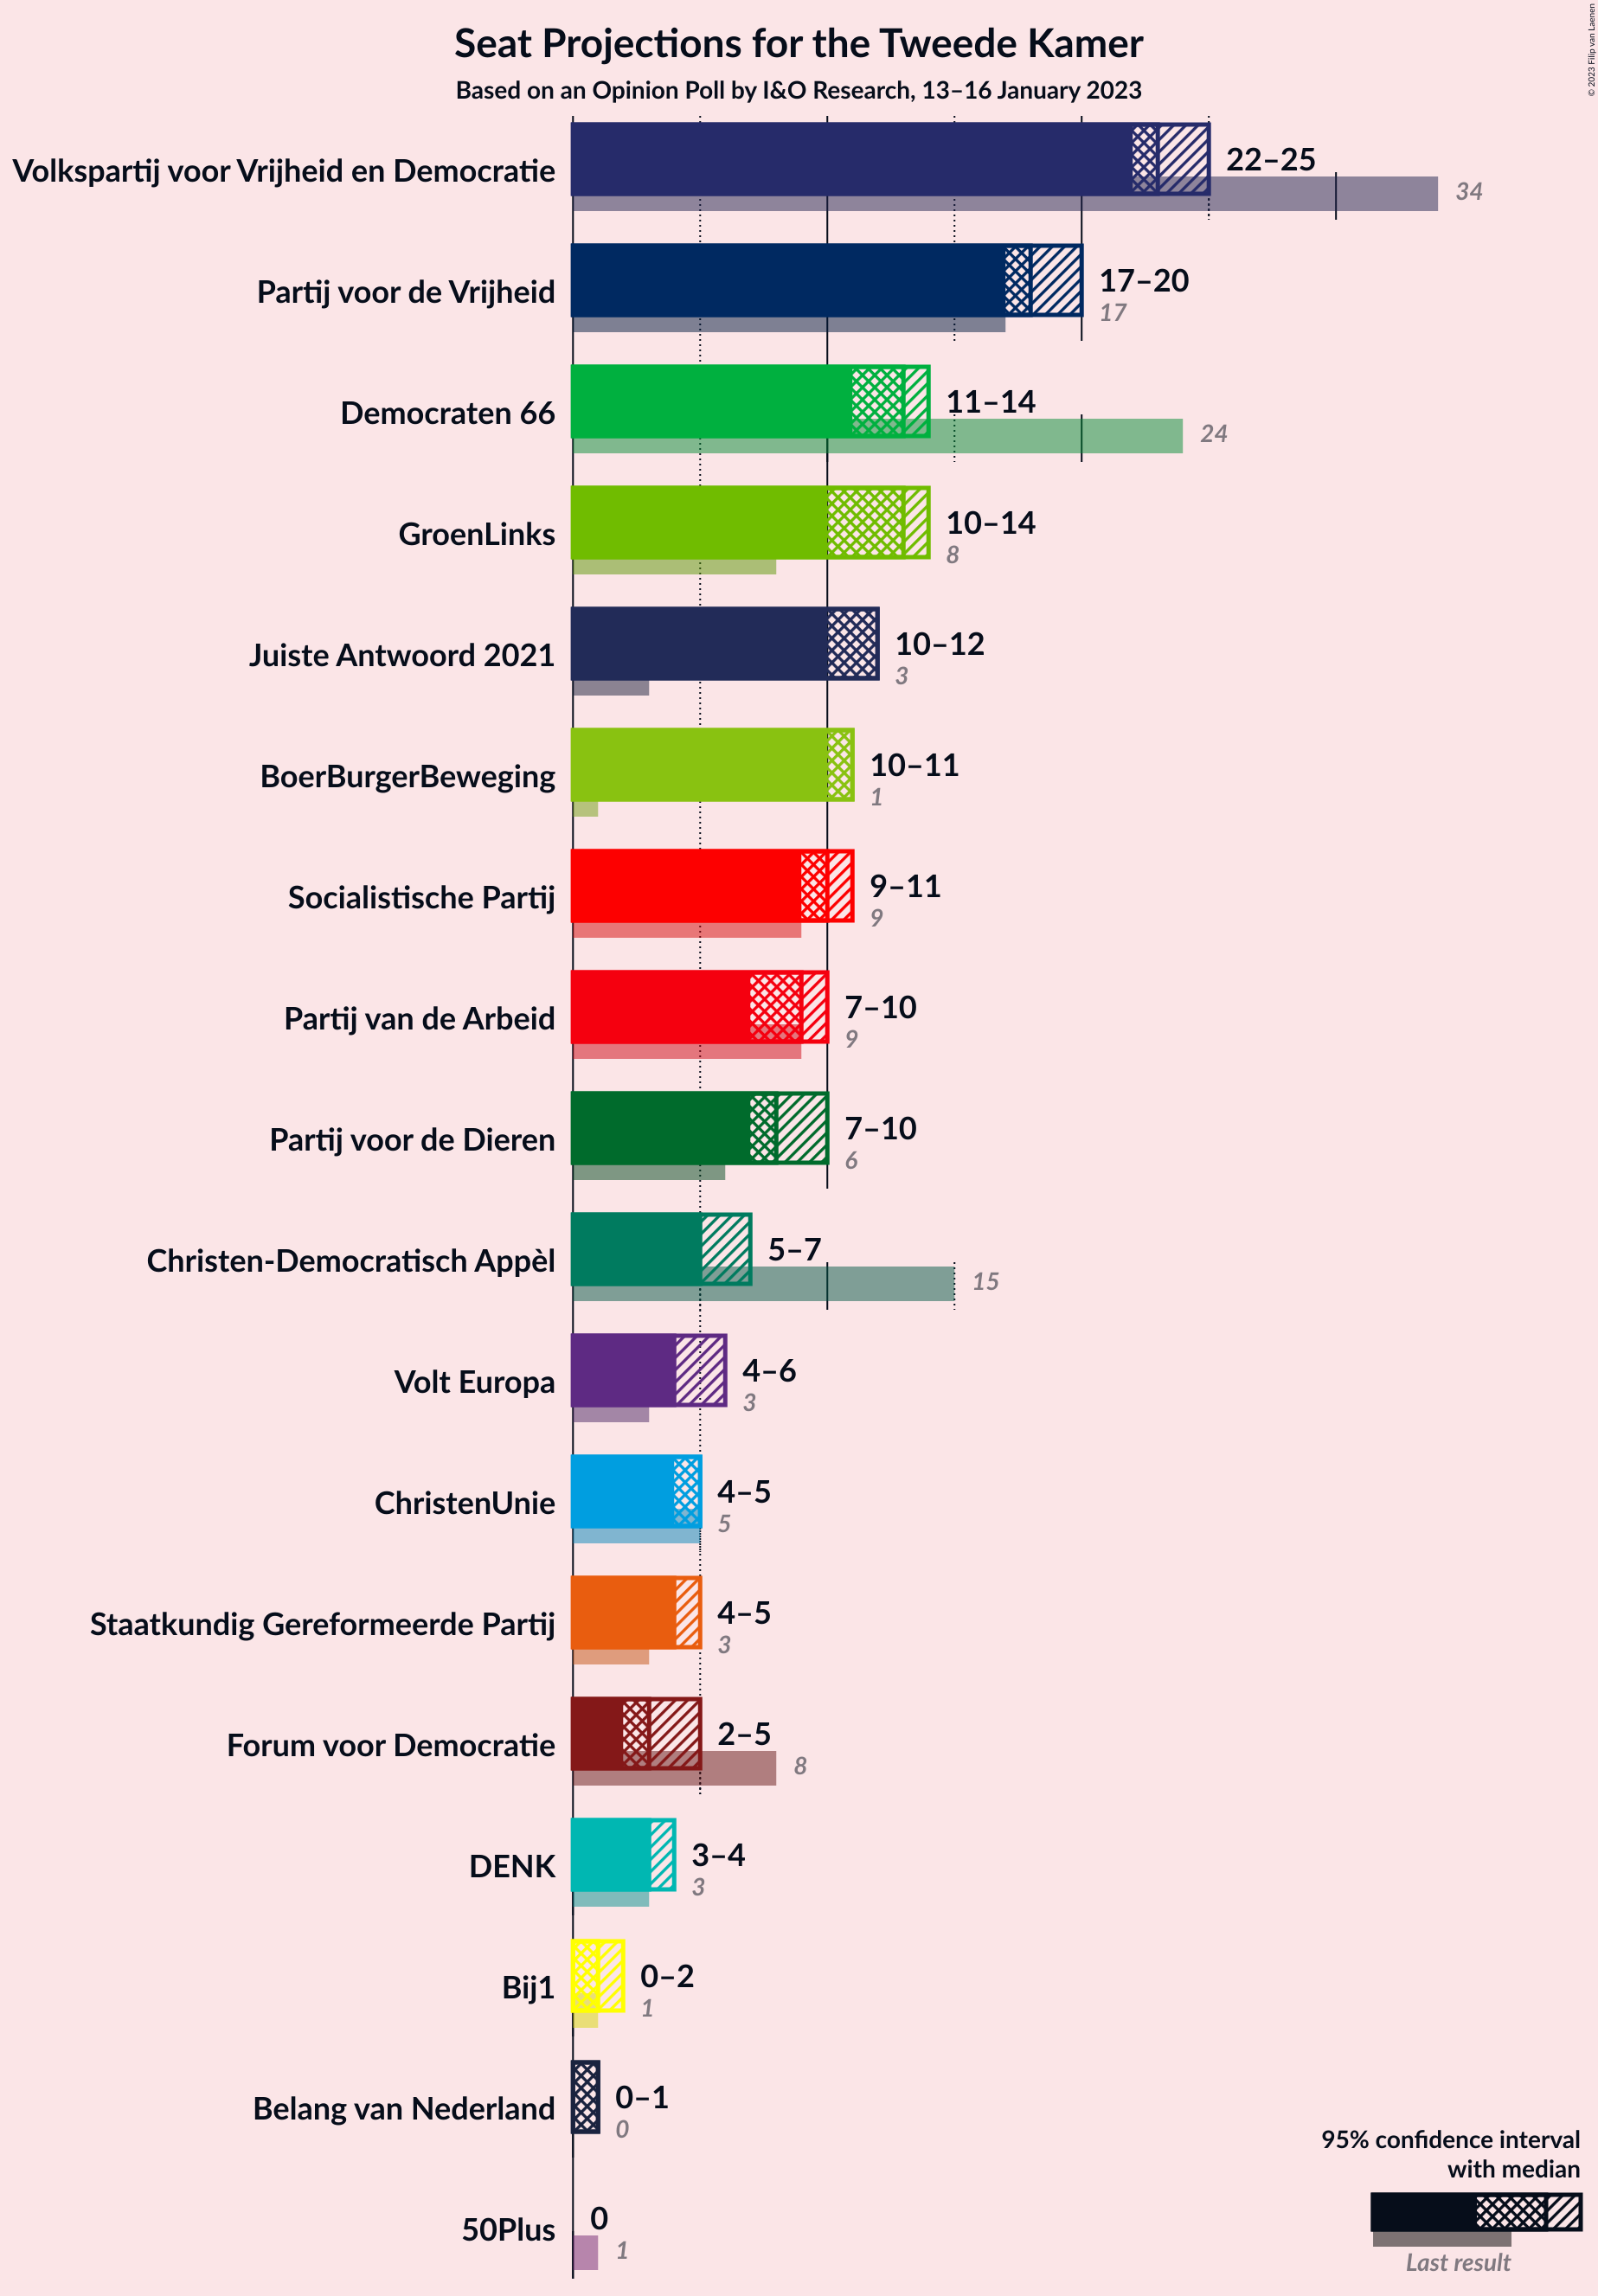 Seat Projections for the Tweede Kamer
Based on an Opinion Poll by I&O Research, 13–16 January 2023
© 2023 Filip van Laenen
Volkspartij voor Vrijheid en Democratie
22–25
34
Partij voor de Vrijheid
17–20
17
Democraten 66
11–14
24
GroenLinks
10–14
8
Juiste Antwoord 2021
10–12
3
BoerBurgerBeweging
10–11
1
Socialistische Partij
9–11
9
Partij van de Arbeid
7–10
9
Partij voor de Dieren
7–10
6
Christen-Democratisch Appèl
5–7
15
Volt Europa
4–6
3
ChristenUnie
4–5
5
Staatkundig Gereformeerde Partij
4–5
3
Forum voor Democratie
2–5
8
DENK
3–4
3
Bij1
0–2
1
Belang van Nederland
0–1
0
50Plus
0
1
95% confidence interval
with median
Last result